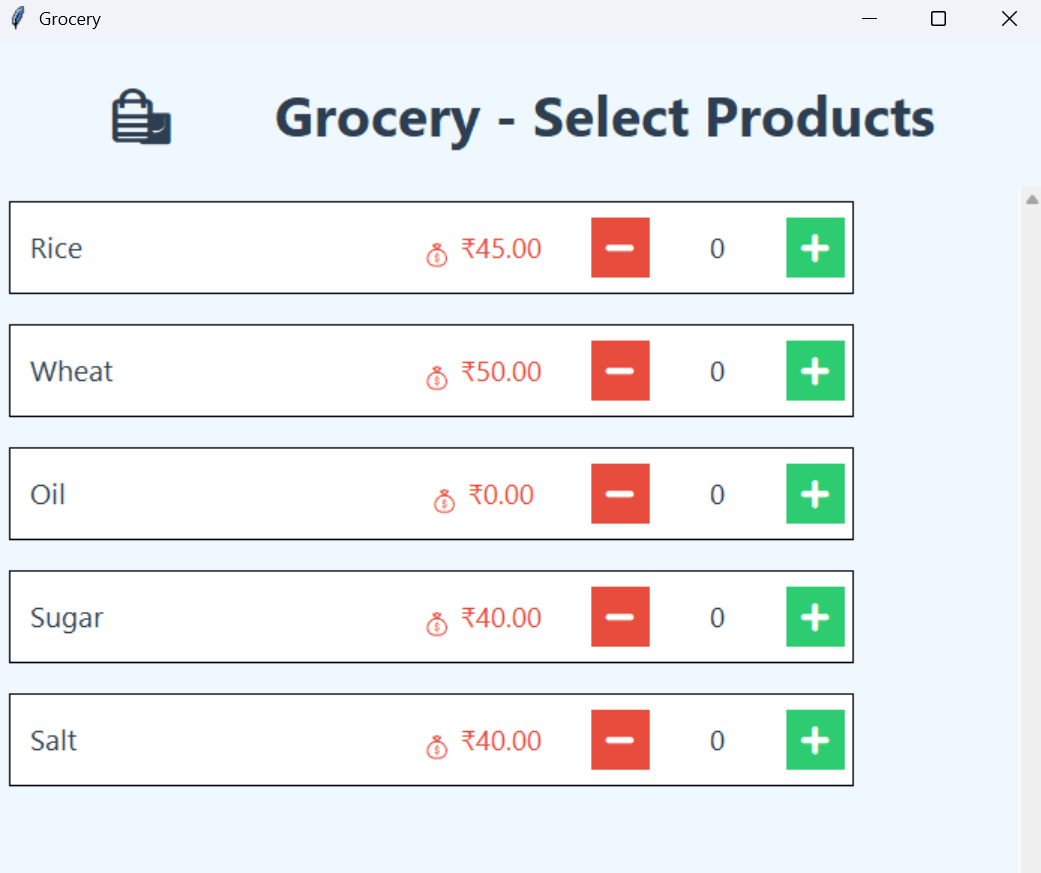 Grocery
Grocery - Select Products
Rice ₹45.00 0
Wheat ₹50.00 0
Oil ₹0.00 0
Sugar ₹40.00 0
Salt ₹40.00 0